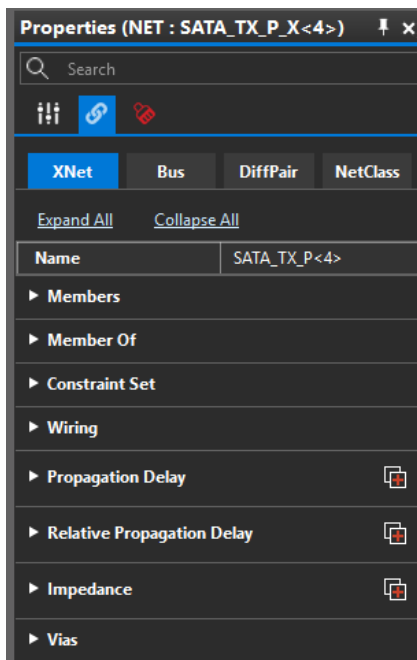 Properties (NET : SATA_TX_P_X<4>)
Search
XNet Bus DiffPair NetClass
Expand All Collapse All
Name SATA_TX_P<4>
Members
Member Of
Constraint Set
Wiring
Propagation Delay
Relative Propagation Delay
Impedance
Vias